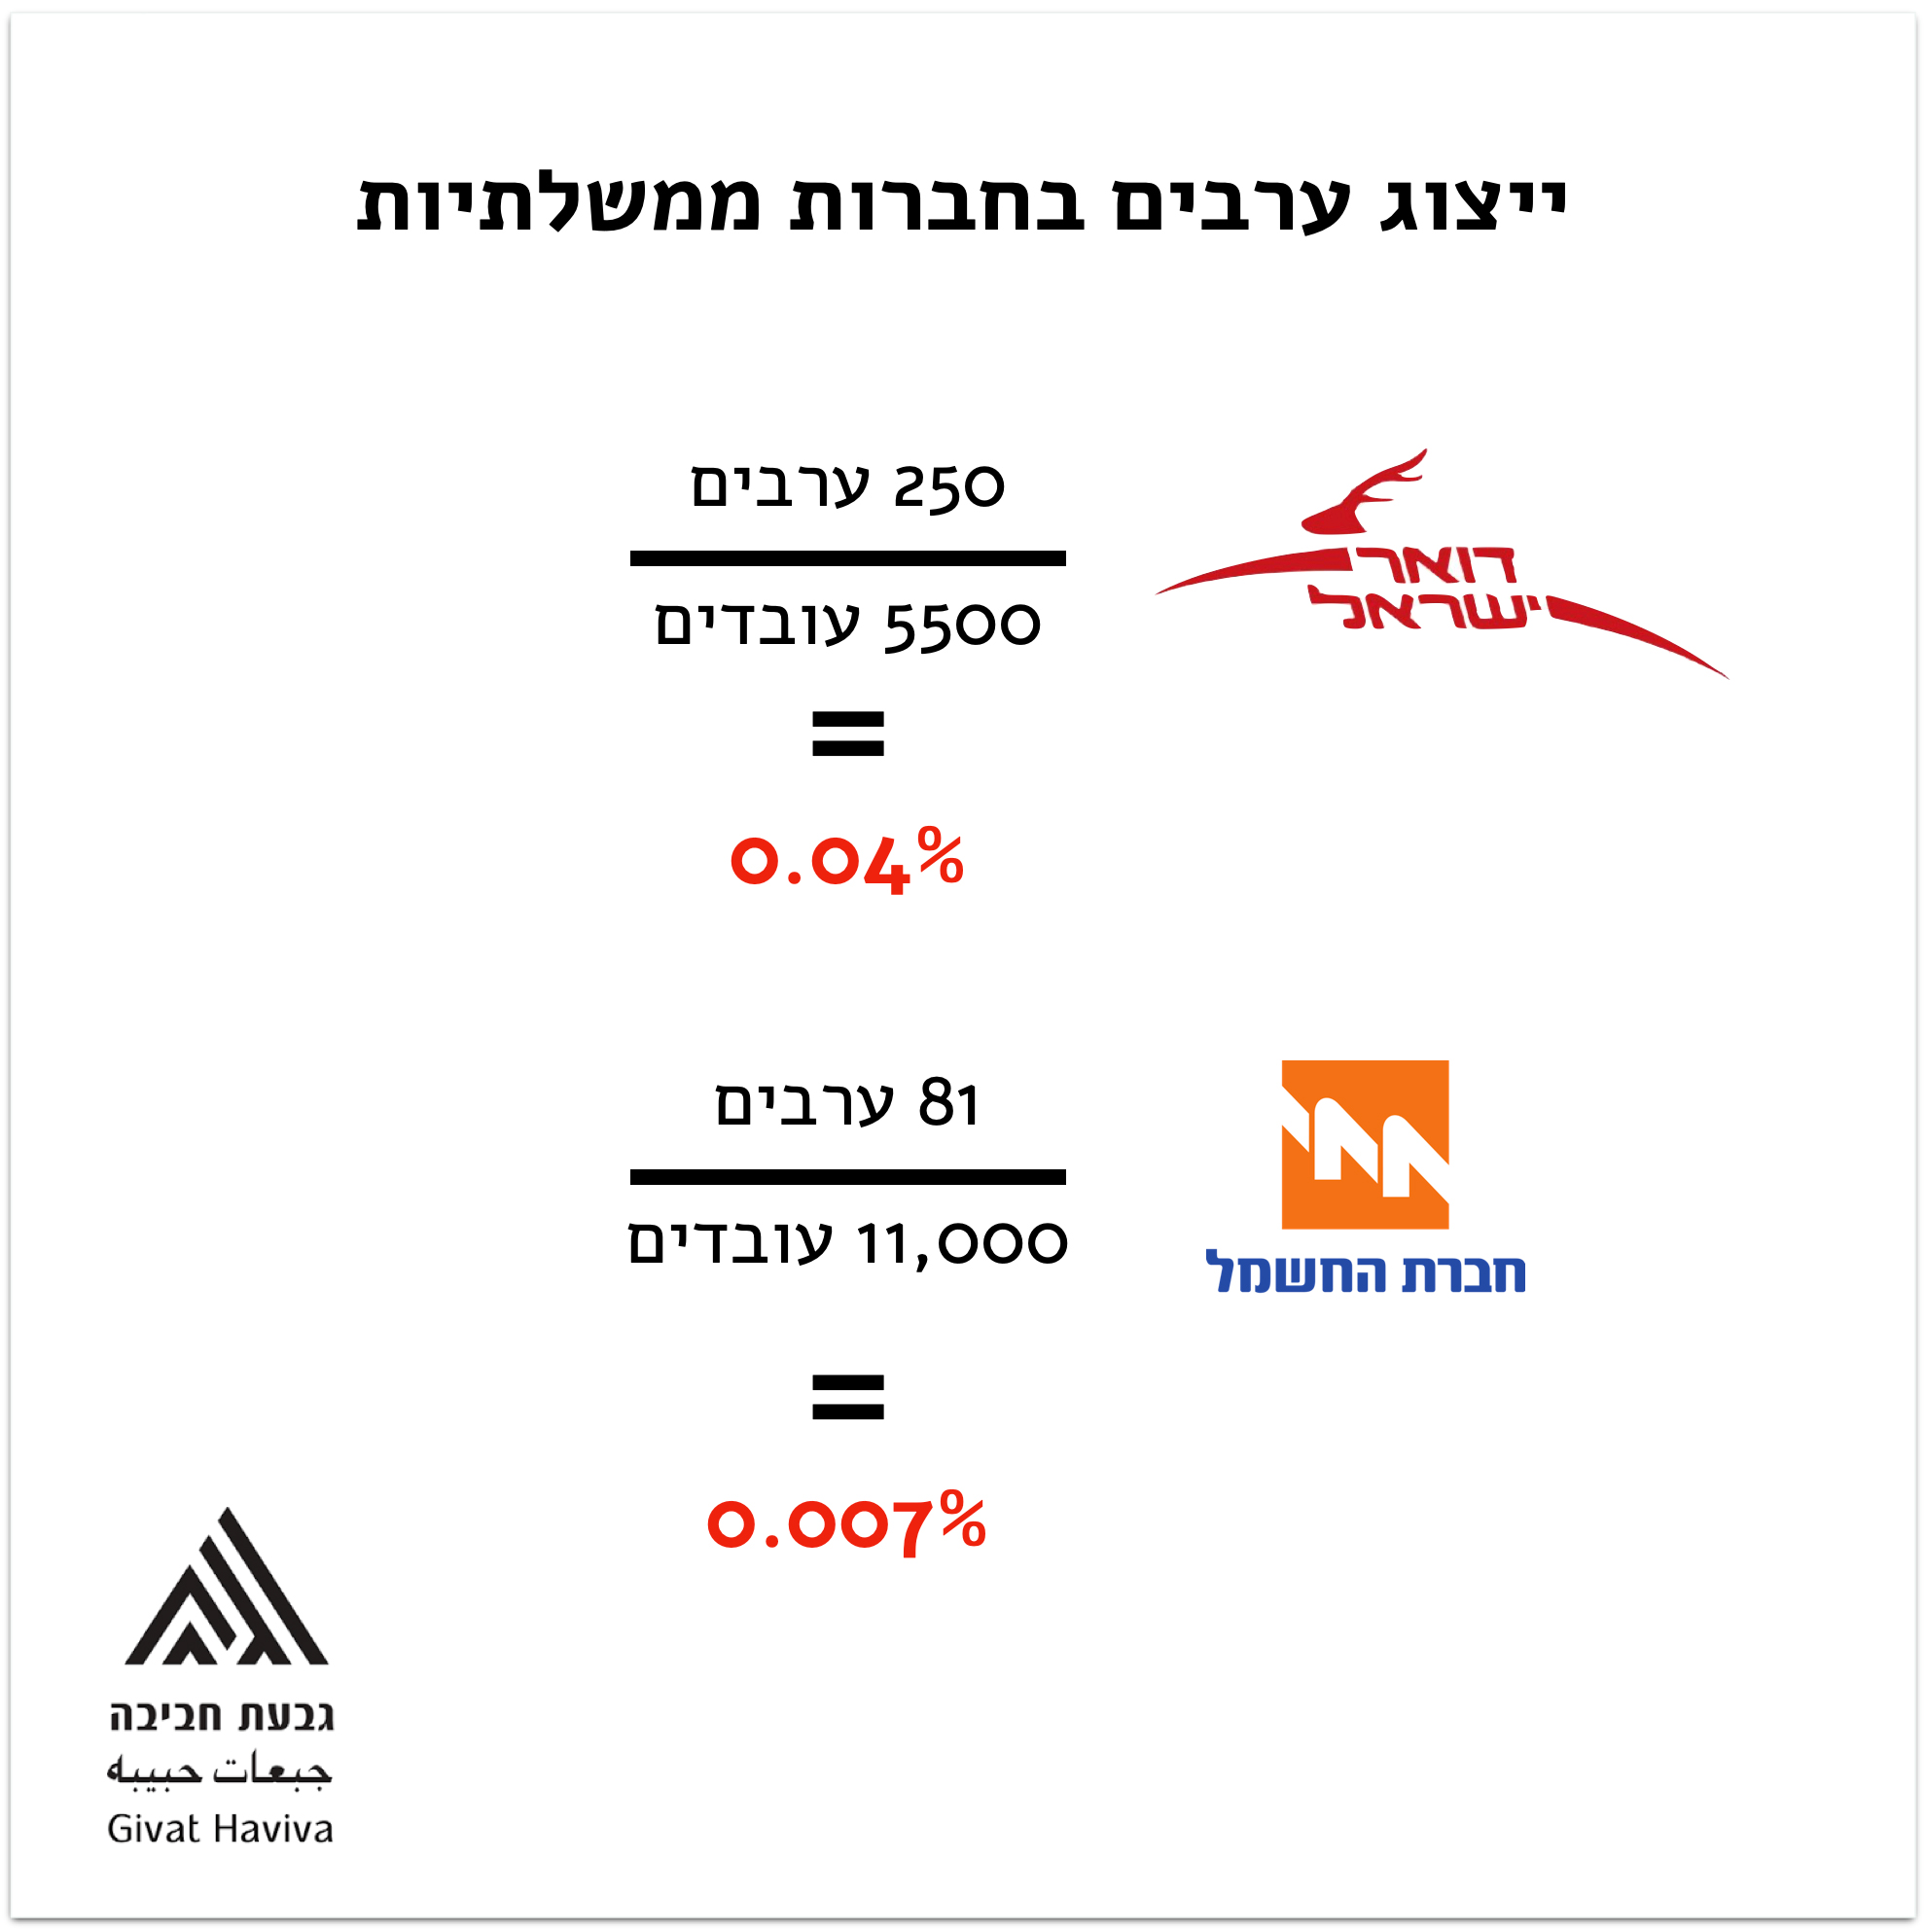 ייצוג ערבים בחברות ממשלתיות
דואר
ישראל
250 ערבים
5500 עובדים
=
0.04%
חברת החשמל
81 ערבים
11,000 עובדים
=
0.007%
גבעת חביבה
جبعات حبيبه
Givat Haviva